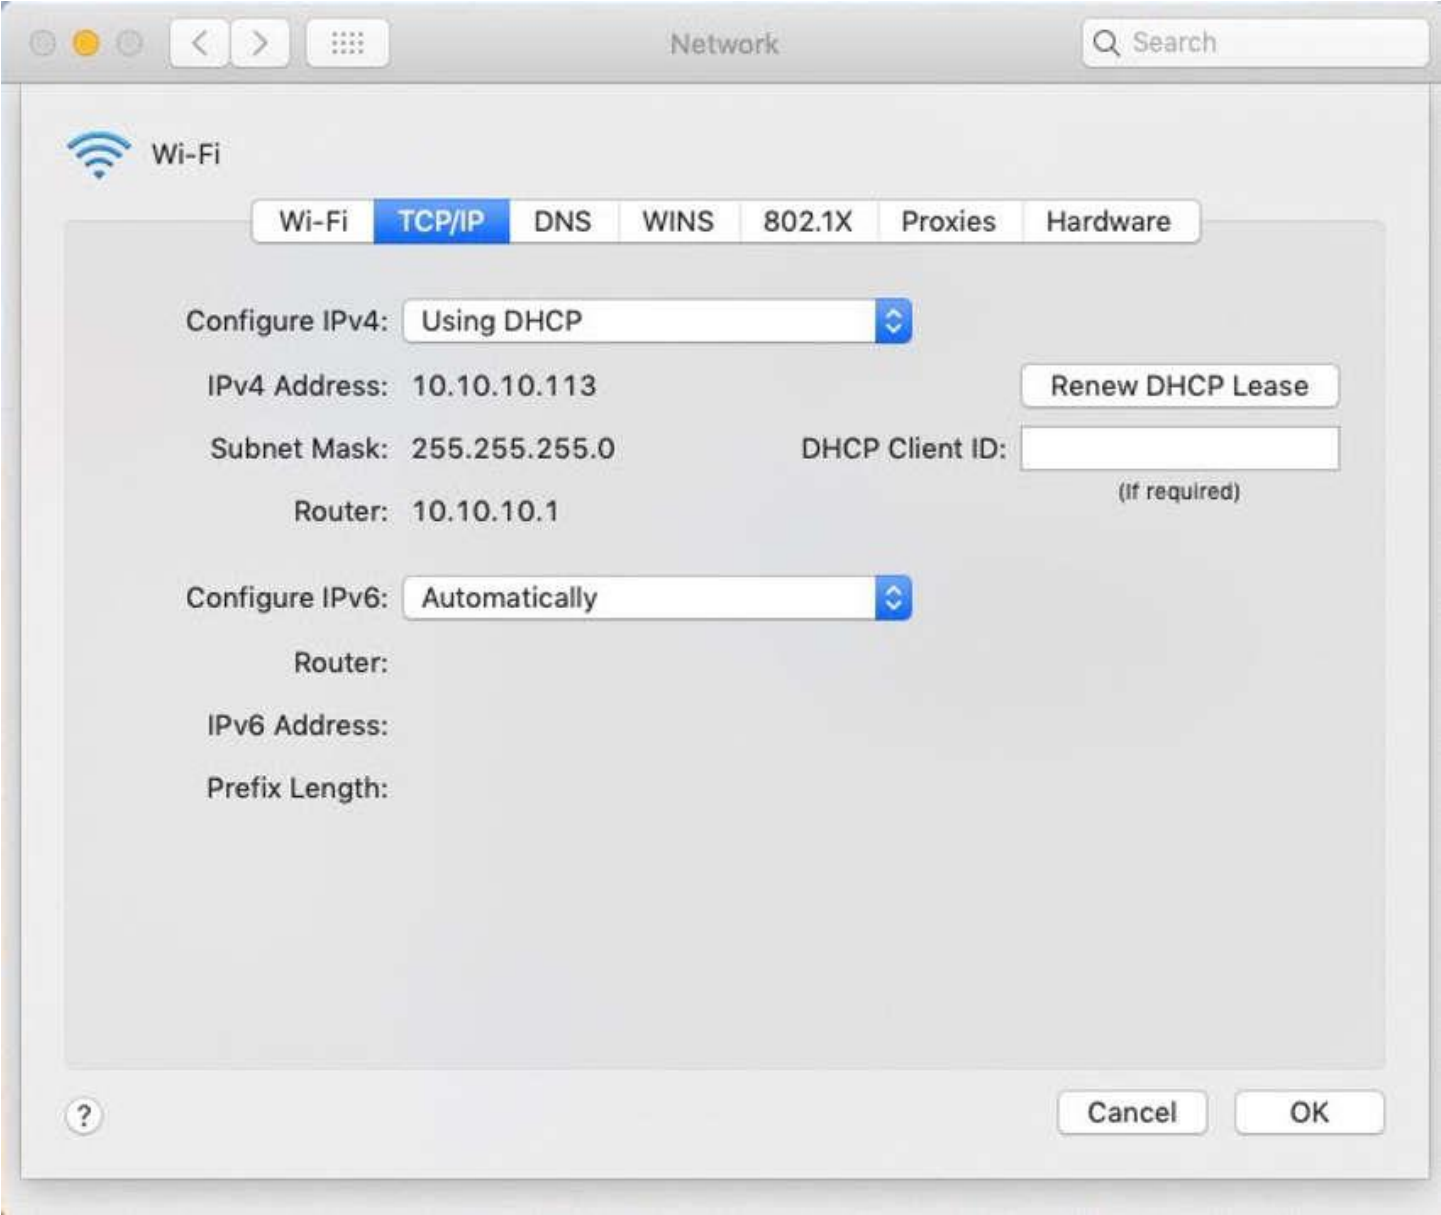 Network
Search
Wi-Fi
Wi-Fi TCP/IP DNS WINS 802.1X Proxies Hardware
Configure IPv4: Using DHCP
IPv4 Address: 10.10.10.113 Renew DHCP Lease
Subnet Mask: 255.255.255.0 DHCP Client ID:
(If required)
Router: 10.10.10.1
Configure IPv6: Automatically
Router:
IPv6 Address:
Prefix Length:
? Cancel OK